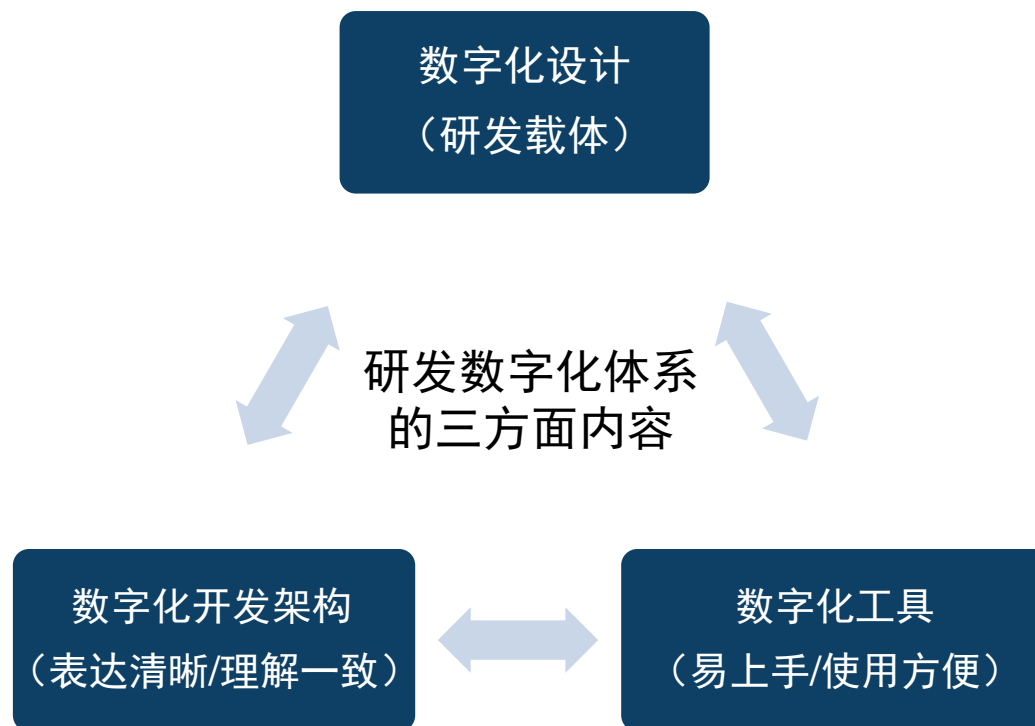 数字化设计
（研发载体）
研发数字化体系
的三方面内容
数字化开发架构
（表达清晰/理解一致）
数字化工具
（易上手/使用方便）